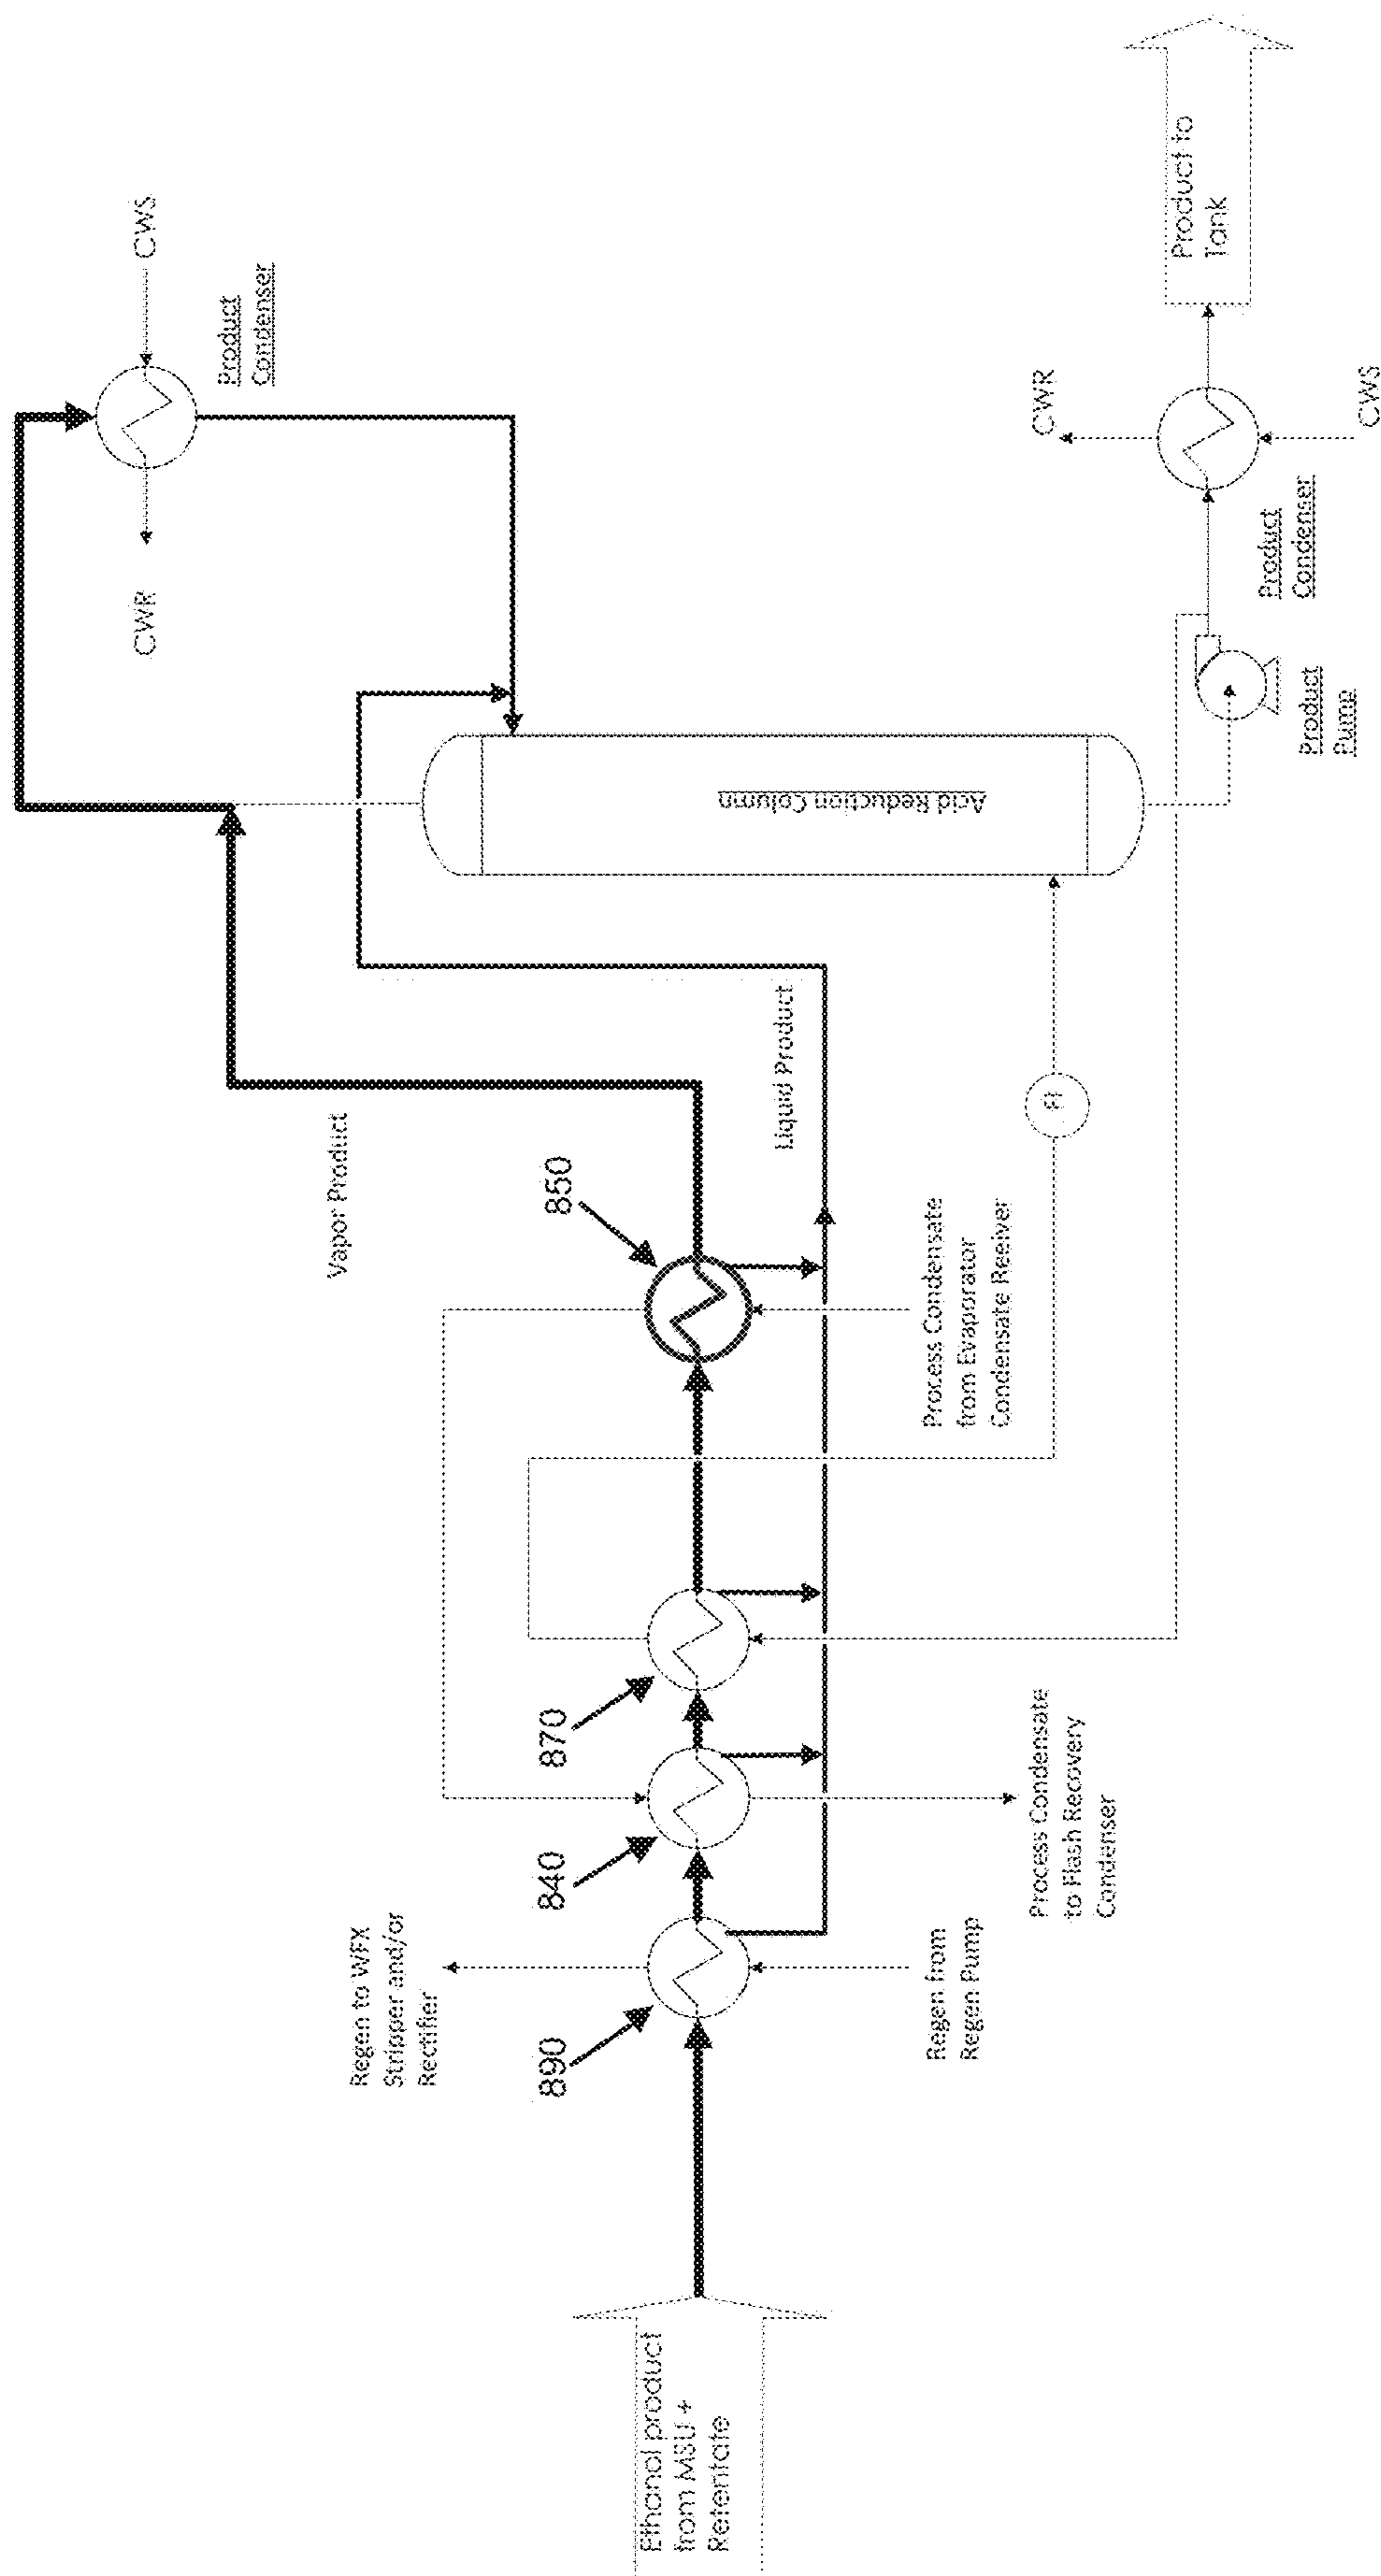 Ethanol product
from MSU +
Retentate
890
Regen to WFX
Stripper and/or
Rectifier
Regen from
Regen Pump
840
Process Condensate
to Flash Recovery
Condenser
870
850
Process Condensate
from Evaporator
Condensate Reeiver
Vapor Product
Liquid Product
FI
Acid Reduction Column
CWR
CWS
Product
Condenser
Product
Pump
Product
Condenser
CWR
CWS
Product to
Tank